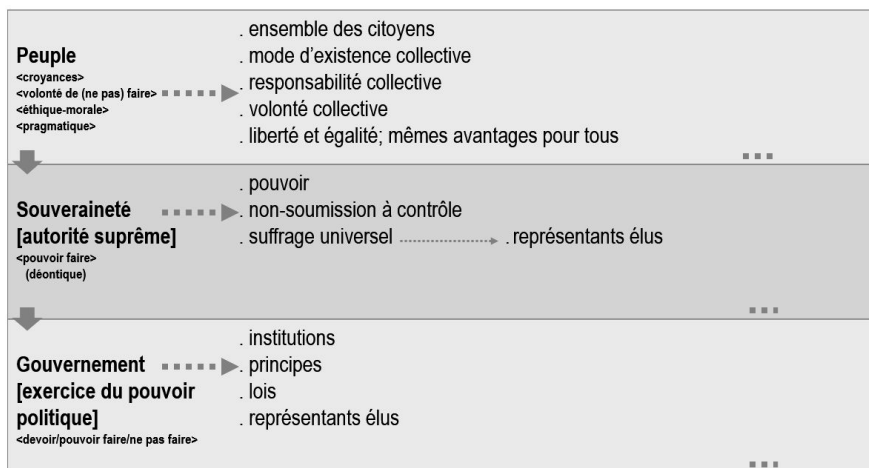 . ensemble des citoyens
. mode d’existence collective
Peuple
<croyances>
<volonté de (ne pas) faire>
<éthique-morale>
<pragmatique>
. responsabilité collective
. volonté collective
. liberté et égalité; mêmes avantages pour tous
. pouvoir
Souveraineté
[autorité suprême]
<pouvoir faire>
(déontique)
. non-soumission à contrôle
. suffrage universel . représentants élus
. institutions
Gouvernement
[exercice du pouvoir
politique]
<devoir/pouvoir faire/ne pas faire>
. principes
. lois
. représentants élus